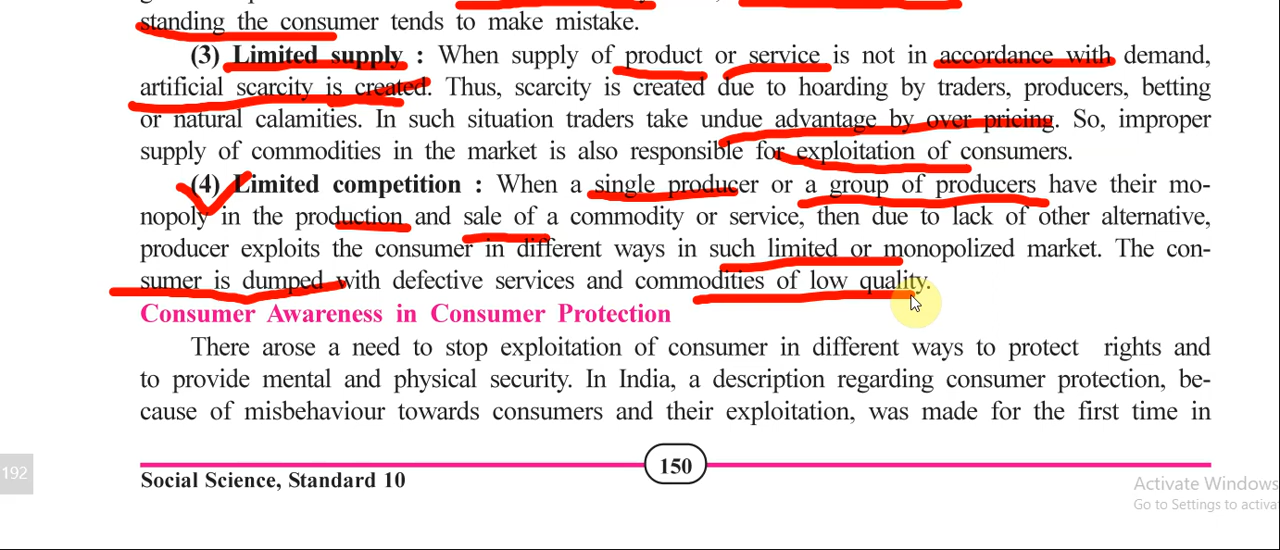 standing the consumer tends to make mistake.
(3) Limited supply : When supply of product or service is not in accordance with demand,
artificial scarcity is created. Thus, scarcity is created due to hoarding by traders, producers, betting
or natural calamities. In such situation traders take undue advantage by over pricing. So, improper
supply of commodities in the market is also responsible for exploitation of consumers.
(4) Limited competition : When a single producer or a group of producers have their mo-
nopoly in the production and sale of a commodity or service, then due to lack of other alternative,
producer exploits the consumer in different ways in such limited or monopolized market. The con-
sumer is dumped with defective services and commodities of low quality.
Consumer Awareness in Consumer Protection
There arose a need to stop exploitation of consumer in different ways to protect rights and
to provide mental and physical security. In India, a description regarding consumer protection, be-
cause of misbehaviour towards consumers and their exploitation, was made for the first time in
150
192
Social Science, Standard 10
Activate Windows
Go to Settings to activa